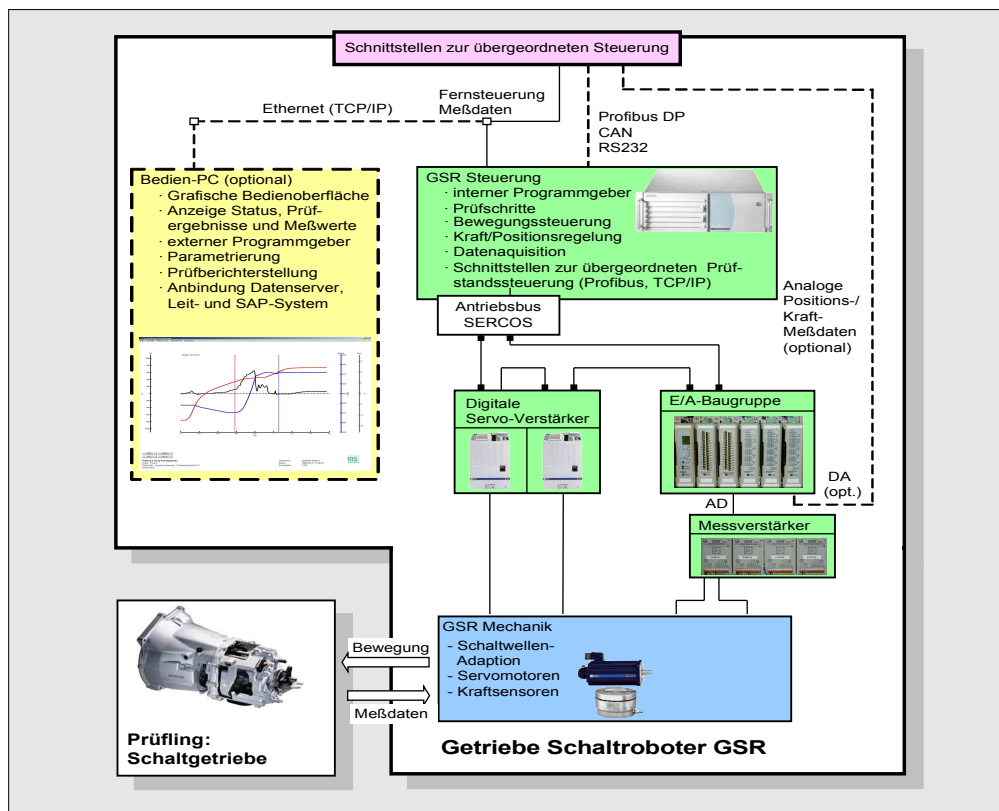 Schnittstellen zur übergeordneten Steuerung
Ethernet (TCP/IP)
Fernsteuerung
Meßdaten
Profibus DP
CAN
RS232
Bedien-PC (optional)
· Grafische Bedienoberfläche
· Anzeige Status, Prüf-
ergebnisse und Meßwerte
· externer Programmgeber
· Parametrierung
· Prüfberichterstellung
· Anbindung Datenserver,
Leit- und SAP-System
IBS
GSR Steuerung
· interner Programmgeber
· Prüfschritte
· Bewegungssteuerung
· Kraft/Positionsregelung
· Datenaquisition
· Schnittstellen zur übergeordneten Prüf-
standssteuerung (Profibus, TCP/IP)
Analoge
Positions-/
Kraft-
Meßdaten
(optional)
Antriebsbus
SERCOS
Digitale
Servo-Verstärker
E/A-Baugruppe
DA
(opt.)
AD
Messverstärker
GSR Mechanik
- Schaltwellen-
Adaption
- Servomotoren
- Kraftsensoren
Bewegung
Meßdaten
Prüfling:
Schaltgetriebe
Getriebe Schaltroboter GSR